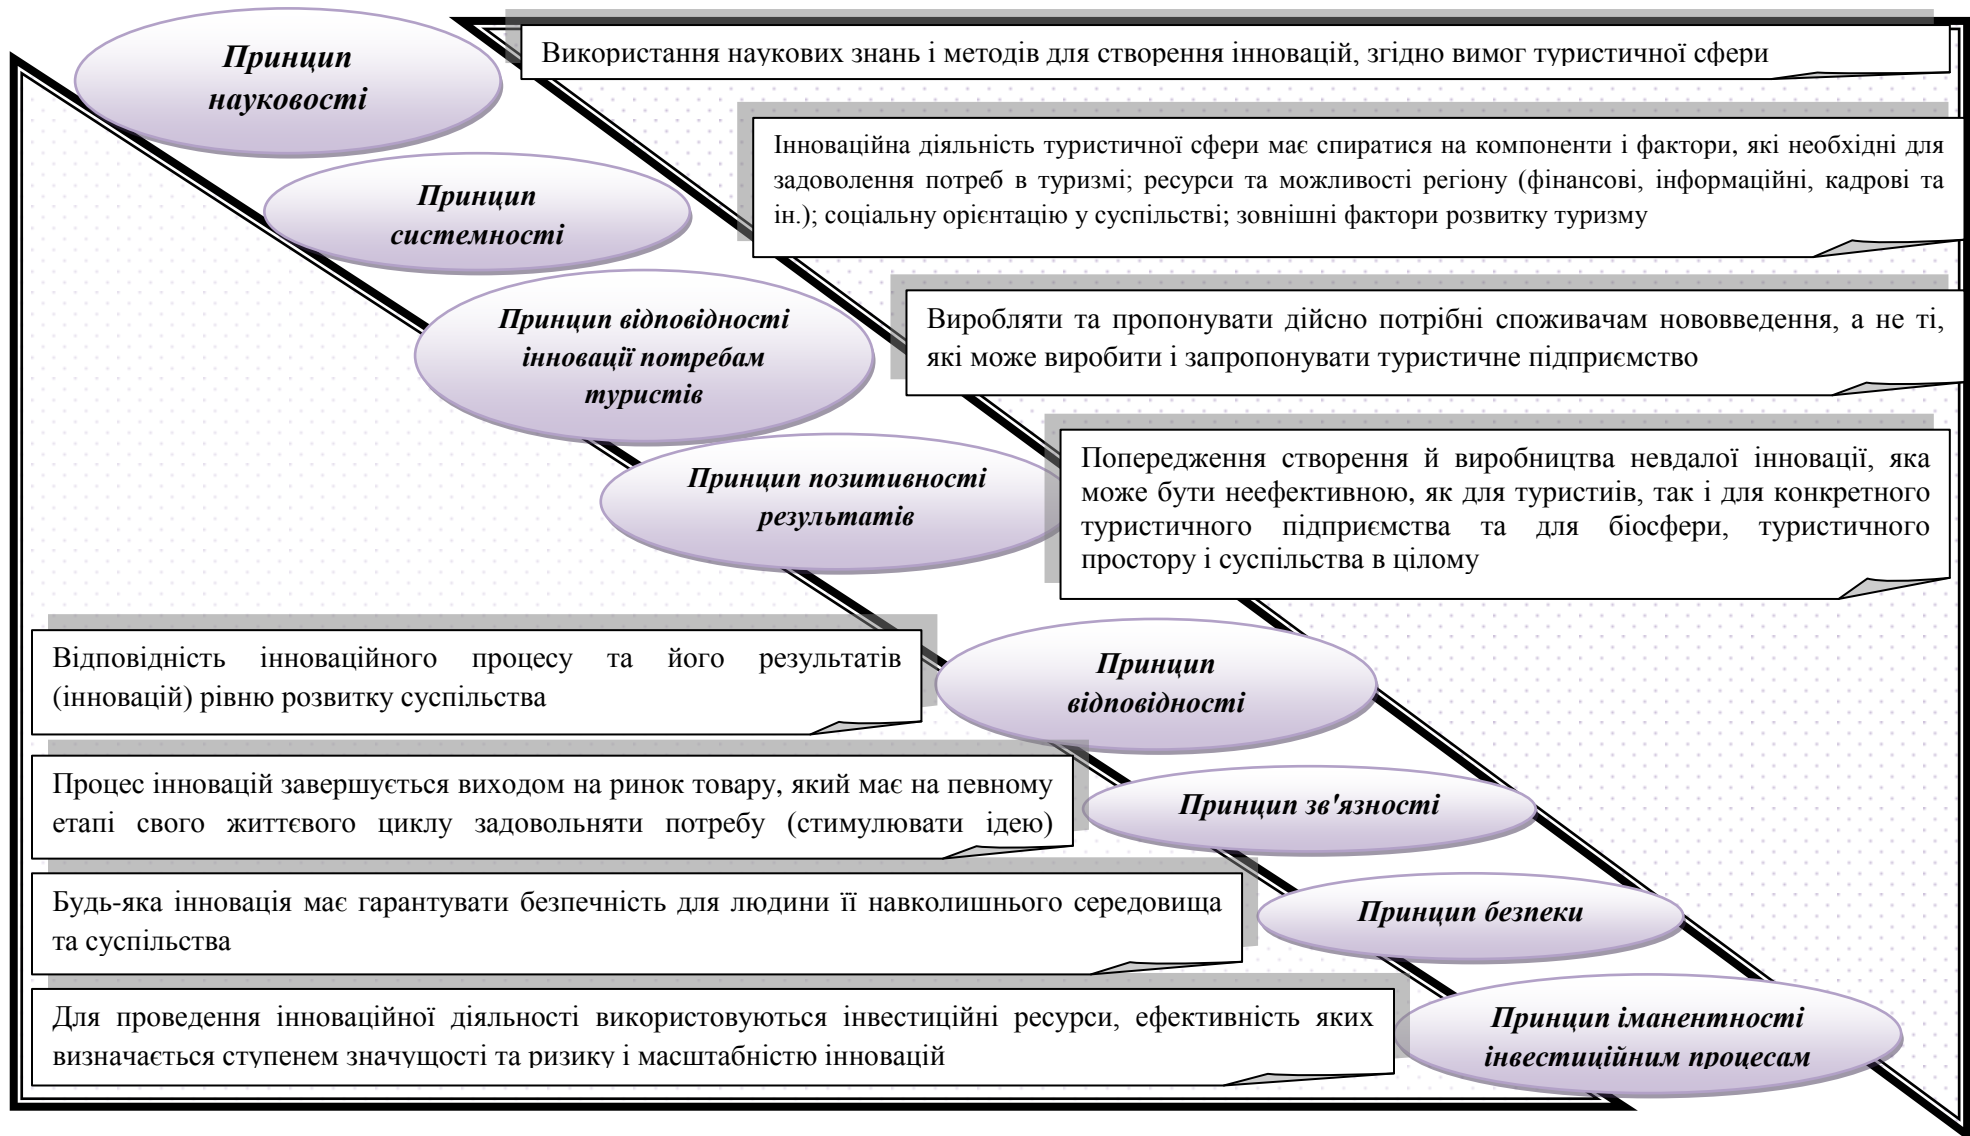 Принцип
науковості
Використання наукових знань і методів для створення інновацій, згідно вимог туристичної сфери
Принцип
системності
Інноваційна діяльність туристичної сфери має спиратися на компоненти і фактори, які необхідні для
задоволення потреб в туризмі; ресурси та можливості регіону (фінансові, інформаційні, кадрові та
ін.); соціальну орієнтацію у суспільстві; зовнішні фактори розвитку туризму
Принцип відповідності
інновації потребам
туристів
Виробляти та пропонувати дійсно потрібні споживачам нововведення, а не ті,
які може виробити і запропонувати туристичне підприємство
Принцип позитивності
результатів
Попередження створення й виробництва невдалої інновації, яка
може бути неефективною, як для туристиів, так і для конкретного
туристичного підприємства та для біосфери, туристичного
простору і суспільства в цілому
Відповідність інноваційного процесу та його результатів
(інновацій) рівню розвитку суспільства
Принцип
відповідності
Процес інновацій завершується виходом на ринок товару, який має на певному
етапі свого життєвого циклу задовольняти потребу (стимулювати ідею)
Принцип зв'язності
Будь-яка інновація має гарантувати безпечність для людини її навколишнього середовища
та суспільства
Принцип безпеки
Для проведення інноваційної діяльності використовуються інвестиційні ресурси, ефективність яких
визначається ступенем значущості та ризику і масштабністю інновацій
Принцип іманентності
інвестиційним процесам